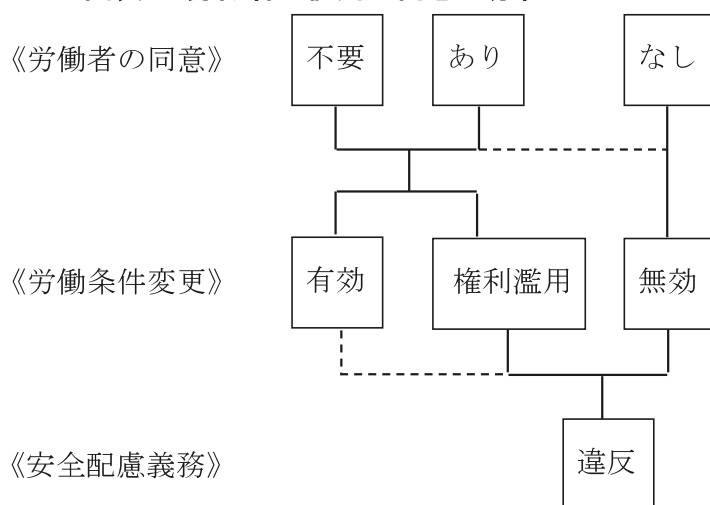 《労働者の同意》 不要 あり なし
《労働条件変更》 有効 権利濫用 無効
《安全配慮義務》 違反